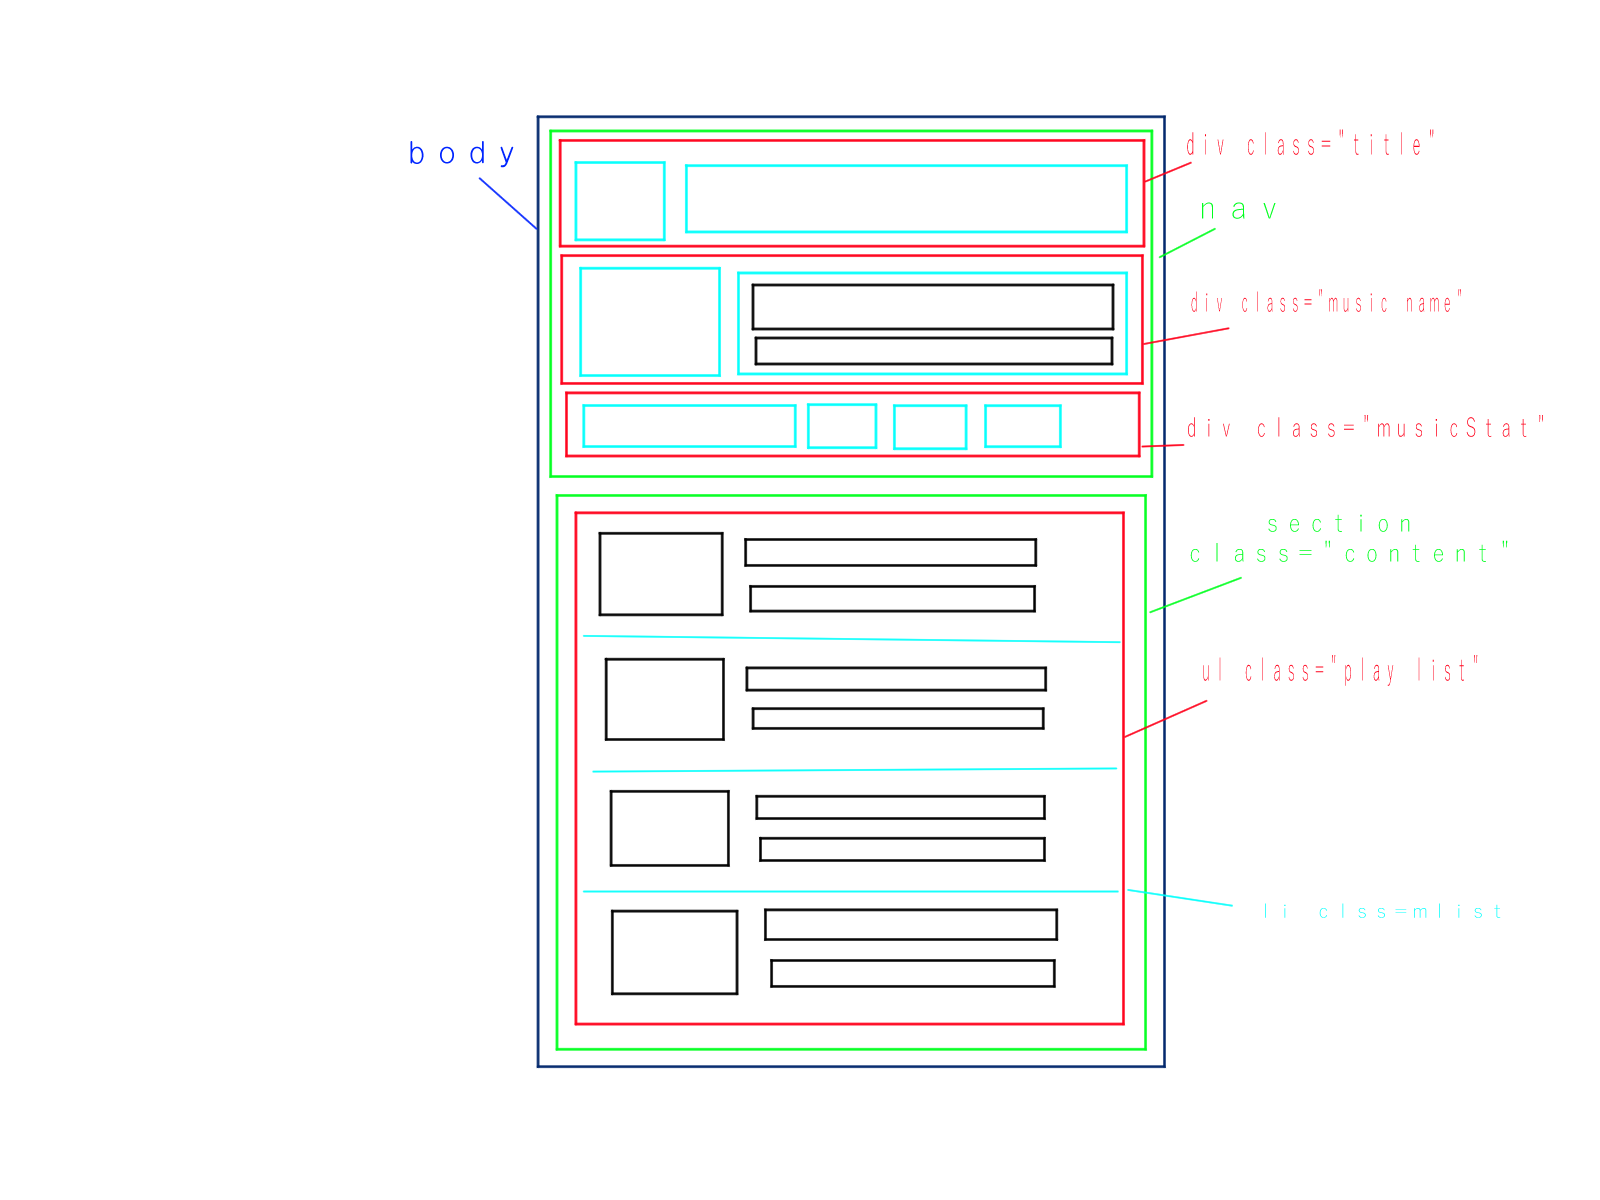 body
div class="title"
nav
div class="music name"
div class="musicStat"
section
class="content"
ul class="play list"
li clss=mlist